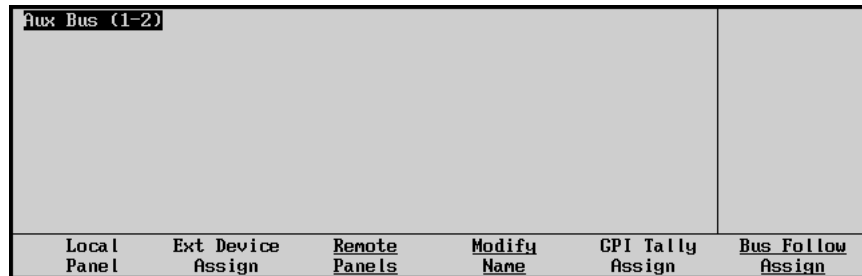 Aux Bus (1-2)
Local Panel
Ext Device Assign
Remote Panels
Modify Name
GPI Tally Assign
Bus Follow Assign